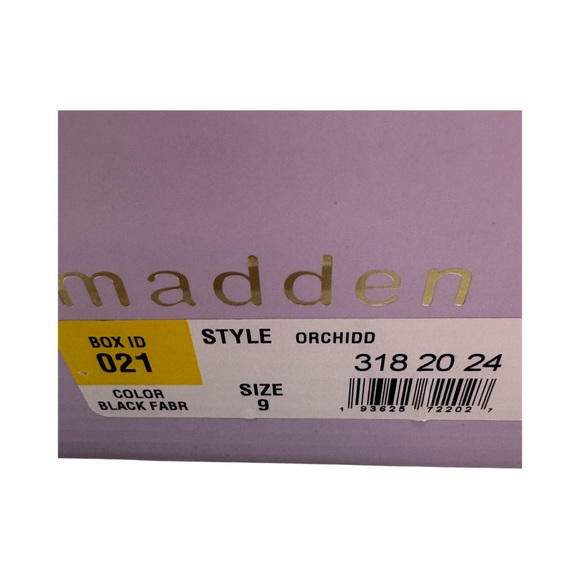 madden
BOX ID
021
STYLE ORCHIDD
318 20 24
COLOR
BLACK FABR
SIZE
9
1 93625 72202 7